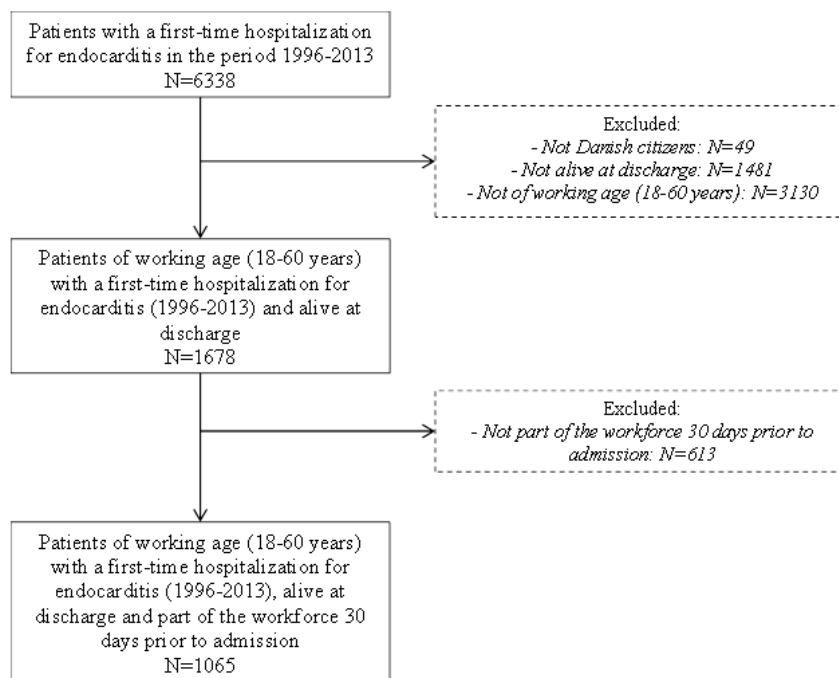 Patients with a first-time hospitalization
for endocarditis in the period 1996-2013
N=6338
Excluded:
- Not Danish citizens: N=49
- Not alive at discharge: N=1481
- Not of working age (18-60 years): N=3130
Patients of working age (18-60 years)
with a first-time hospitalization for
endocarditis (1996-2013) and alive at
discharge
N=1678
Excluded:
- Not part of the workforce 30 days prior to
admission: N=613
Patients of working age (18-60 years)
with a first-time hospitalization for
endocarditis (1996-2013), alive at
discharge and part of the workforce 30
days prior to admission
N=1065